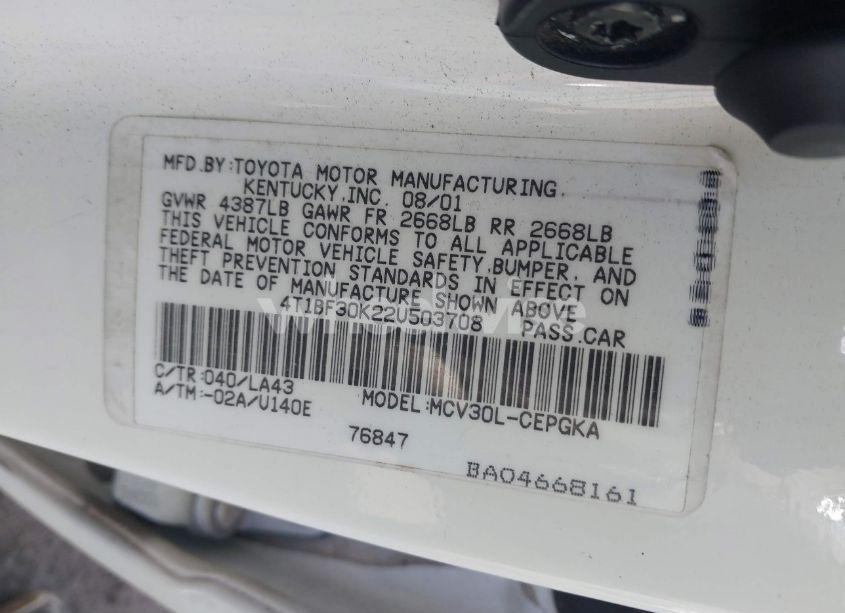 MFD.BY:TOYOTA MOTOR MANUFACTURING,
KENTUCKY,INC. 08/01
GVWR 4387LB GAWR FR 2668LB RR 2668LB
THIS VEHICLE CONFORMS TO ALL APPLICABLE
FEDERAL MOTOR VEHICLE SAFETY,BUMPER, AND
THEFT PREVENTION STANDARDS IN EFFECT ON
THE DATE OF MANUFACTURE SHOWN ABOVE
4T1BF30K22U503708 PASS.CAR
C/TR:040/LA43
A/TM:-02A/U140E
MODEL:MCV30L-CEPGKA
76847
BA04668161